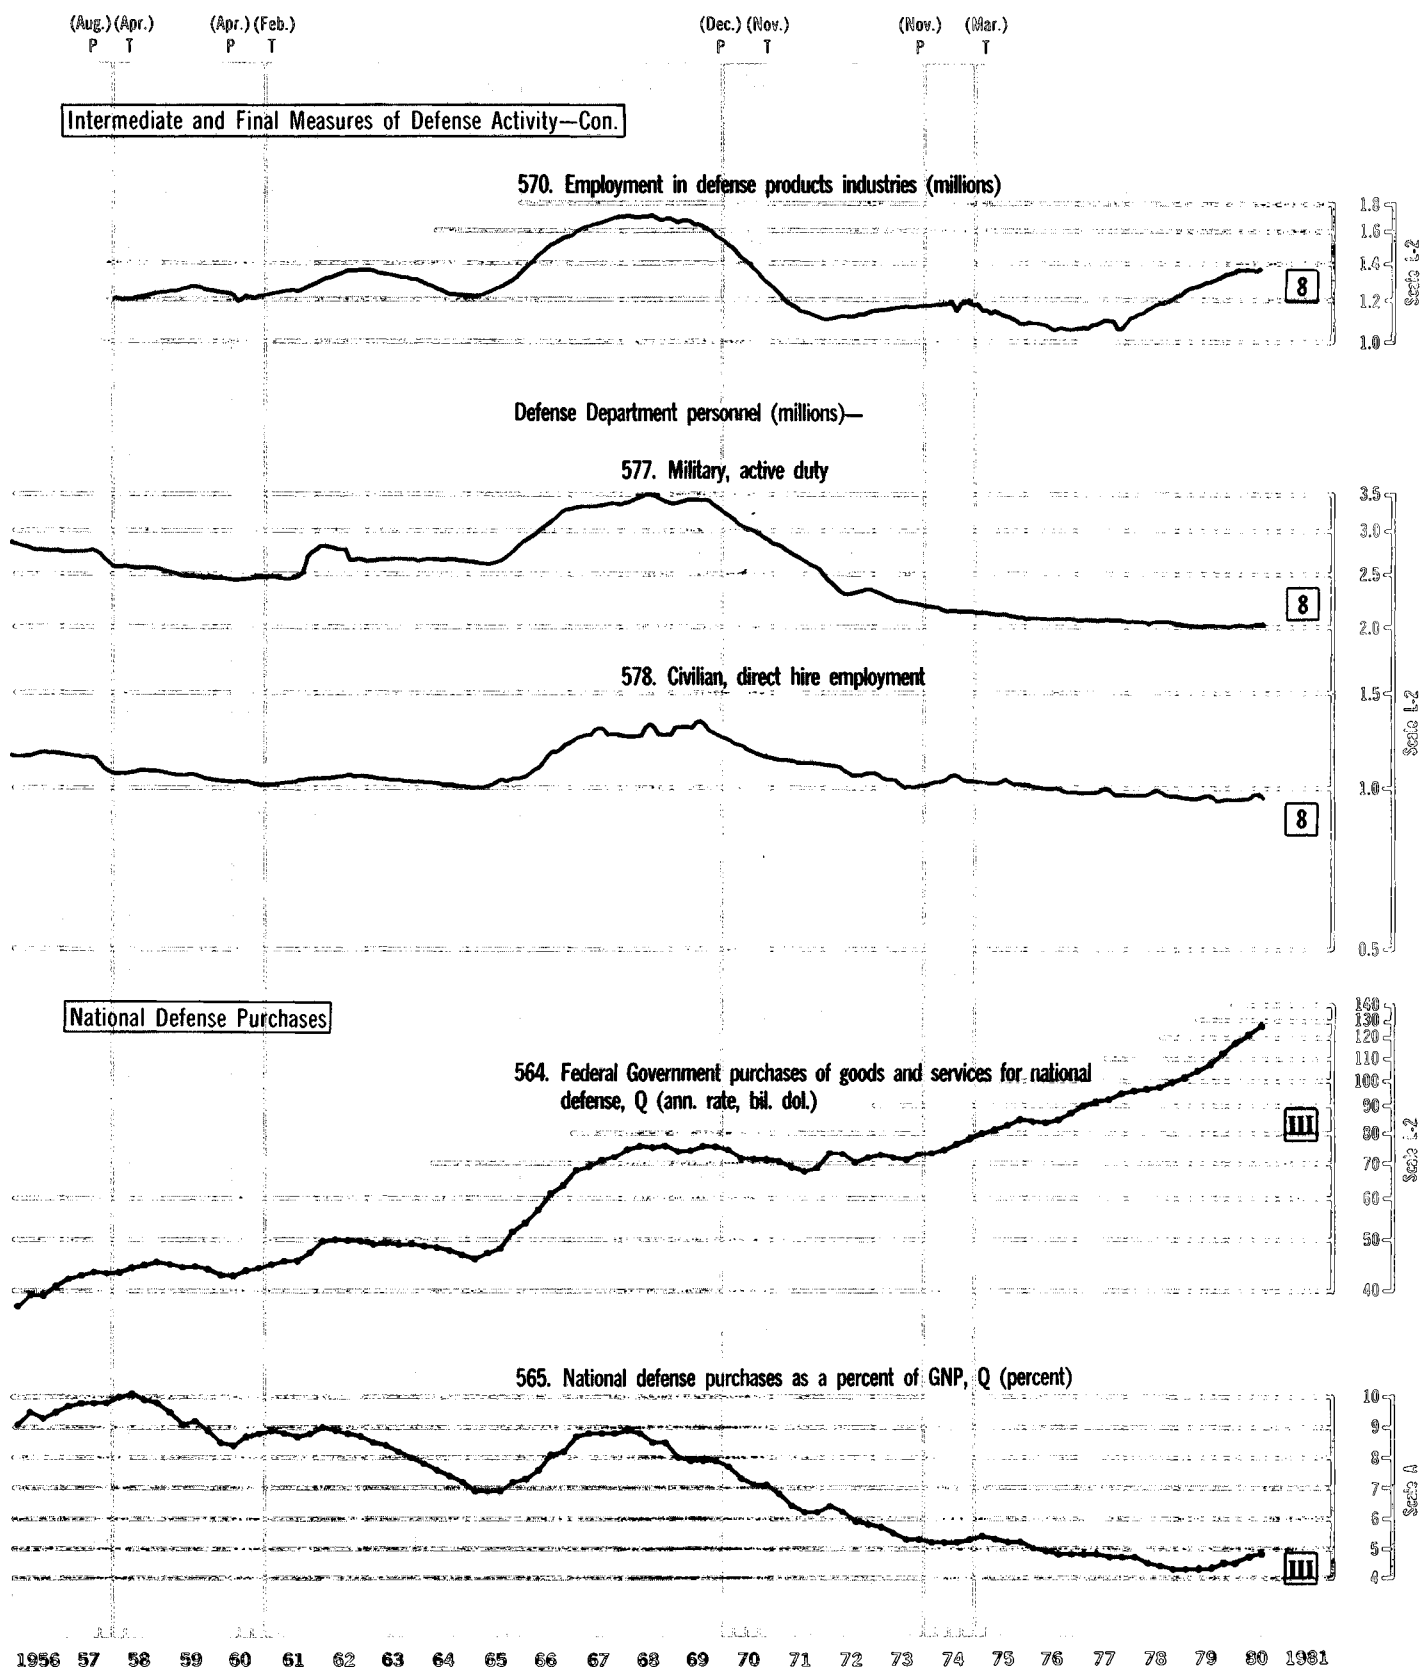 (Aug.) (Apr.) (Apr.) (Feb.) (Dec.) (Nov.) (Nov.) (Mar.)
P T P T P T P T
Intermediate and Final Measures of Defense Activity—Con.
570. Employment in defense products industries (millions)
1.8
1.6
1.4
1.2
1.0
Scale L-2
8
Defense Department personnel (millions)—
577. Military, active duty
3.5
3.0
2.5
2.0
8
578. Civilian, direct hire employment
1.5
1.0
0.5
Scale L-2
8
National Defense Purchases
564. Federal Government purchases of goods and services for national
defense, Q (ann. rate, bil. dol.)
140
130
120
110
100
90
80
70
60
50
40
Scale L-2
III
565. National defense purchases as a percent of GNP, Q (percent)
10
9
8
7
6
5
4
Scale A
III
1956 57 58 59 60 61 62 63 64 65 66 67 68 69 70 71 72 73 74 75 76 77 78 79 80 1981